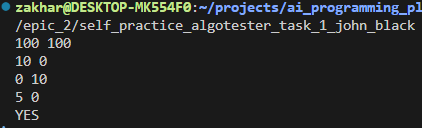 zakhar@DESKTOP-MK554F0:~/projects/ai_programming_pl
/epic_2/self_practice_algotester_task_1_john_black
100 100
10 0
0 10
5 0
YES